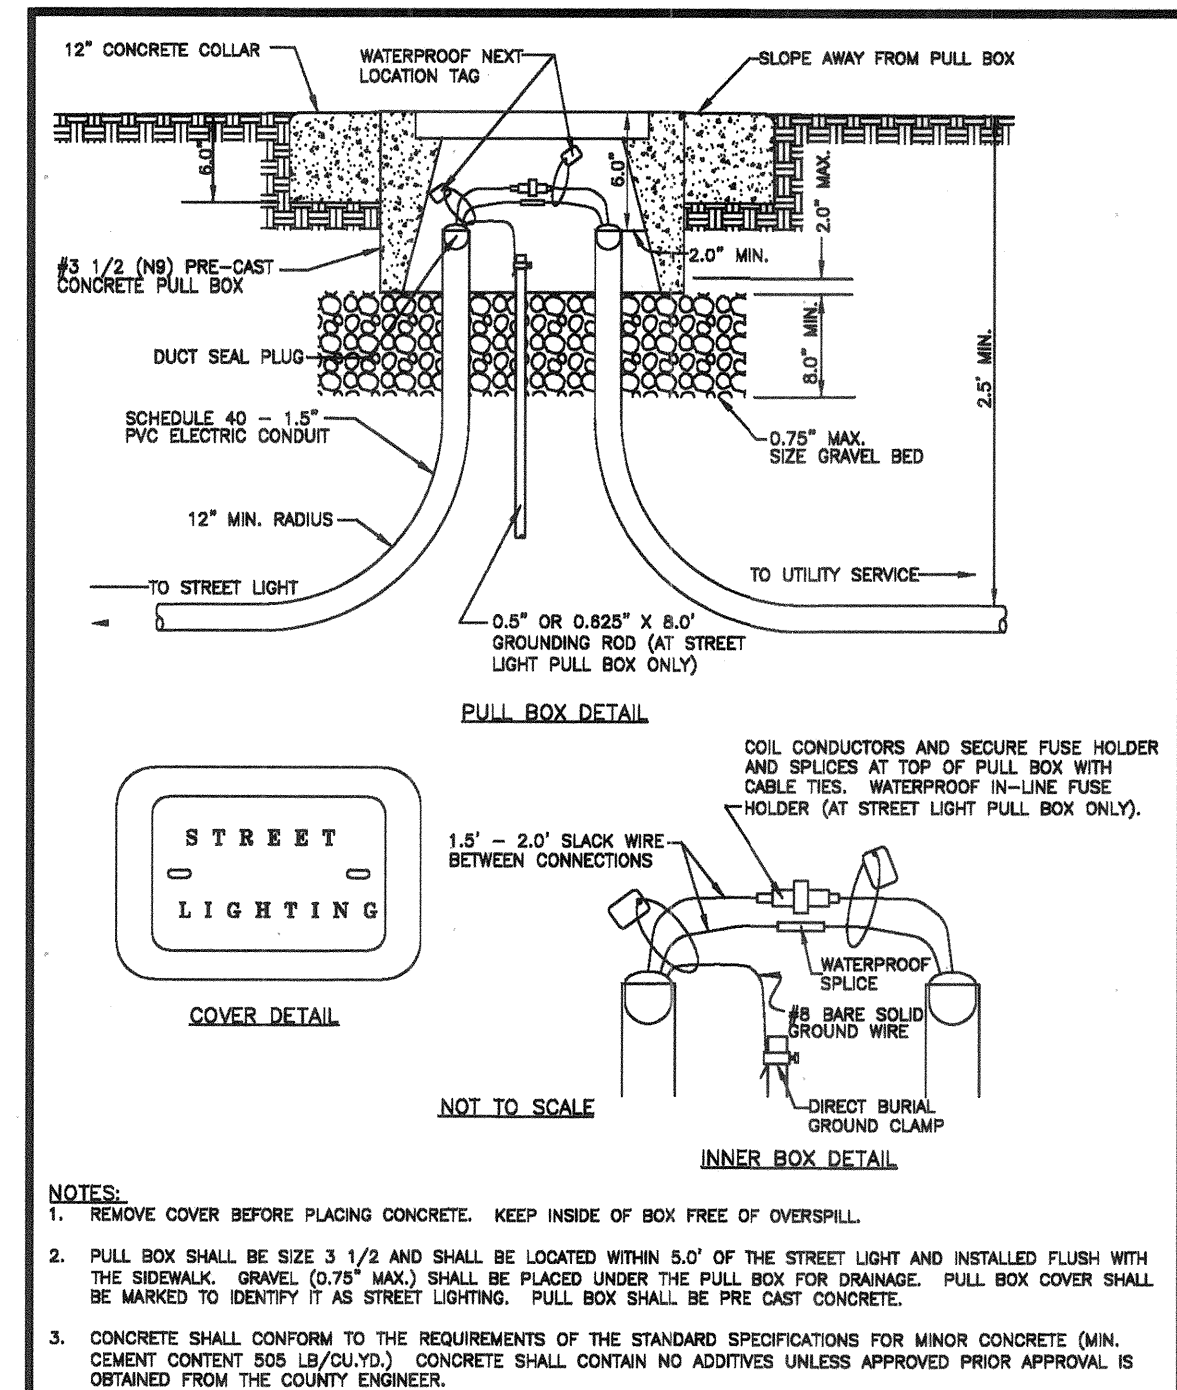 12" CONCRETE COLLAR
WATERPROOF NEXT
LOCATION TAG
SLOPE AWAY FROM PULL BOX
6.0"
6.0"
2.0" MAX.
2.0" MIN.
#3 1/2 (N9) PRE-CAST
CONCRETE PULL BOX
8.0" MIN.
2.5' MIN.
DUCT SEAL PLUG
SCHEDULE 40 - 1.5"
PVC ELECTRIC CONDUIT
0.75" MAX.
SIZE GRAVEL BED
12" MIN. RADIUS
TO STREET LIGHT
TO UTILITY SERVICE
0.5" OR 0.625" X 8.0'
GROUNDING ROD (AT STREET
LIGHT PULL BOX ONLY)
PULL BOX DETAIL
STREET
LIGHTING
COVER DETAIL
COIL CONDUCTORS AND SECURE FUSE HOLDER
AND SPLICES AT TOP OF PULL BOX WITH
CABLE TIES. WATERPROOF IN-LINE FUSE
HOLDER (AT STREET LIGHT PULL BOX ONLY).
1.5' - 2.0' SLACK WIRE
BETWEEN CONNECTIONS
WATERPROOF
SPLICE
#8 BARE SOLID
GROUND WIRE
DIRECT BURIAL
GROUND CLAMP
NOT TO SCALE
INNER BOX DETAIL
NOTES:
1. REMOVE COVER BEFORE PLACING CONCRETE. KEEP INSIDE OF BOX FREE OF OVERSPILL.
2. PULL BOX SHALL BE SIZE 3 1/2 AND SHALL BE LOCATED WITHIN 5.0' OF THE STREET LIGHT AND INSTALLED FLUSH WITH
THE SIDEWALK. GRAVEL (0.75" MAX.) SHALL BE PLACED UNDER THE PULL BOX FOR DRAINAGE. PULL BOX COVER SHALL
BE MARKED TO IDENTIFY IT AS STREET LIGHTING. PULL BOX SHALL BE PRE CAST CONCRETE.
3. CONCRETE SHALL CONFORM TO THE REQUIREMENTS OF THE STANDARD SPECIFICATIONS FOR MINOR CONCRETE (MIN.
CEMENT CONTENT 505 LB/CU.YD.) CONCRETE SHALL CONTAIN NO ADDITIVES UNLESS APPROVED PRIOR APPROVAL IS
OBTAINED FROM THE COUNTY ENGINEER.